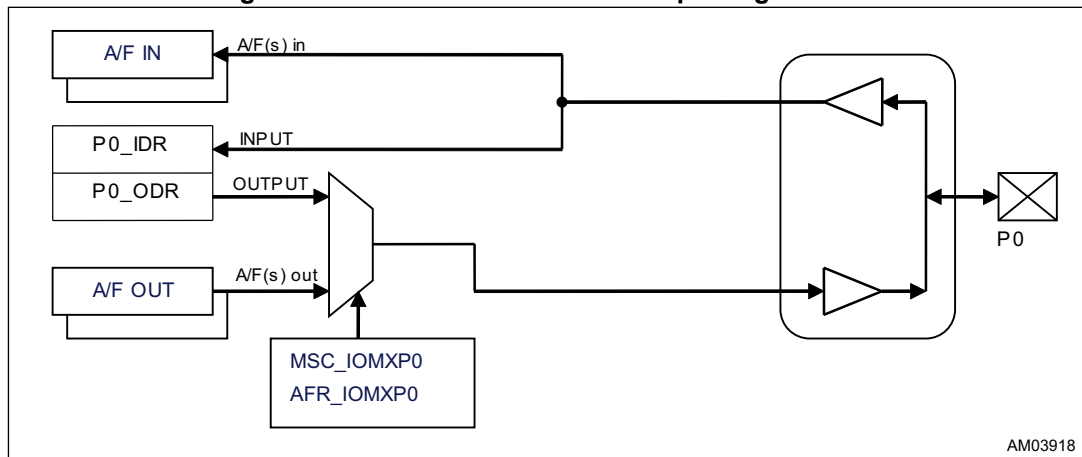 A/F IN
A/F(s) in
P0_IDR
INPUT
P0_ODR
OUTPUT
P0
A/F OUT
A/F(s) out
MSC_IOMXP0
AFR_IOMXP0
AM03918